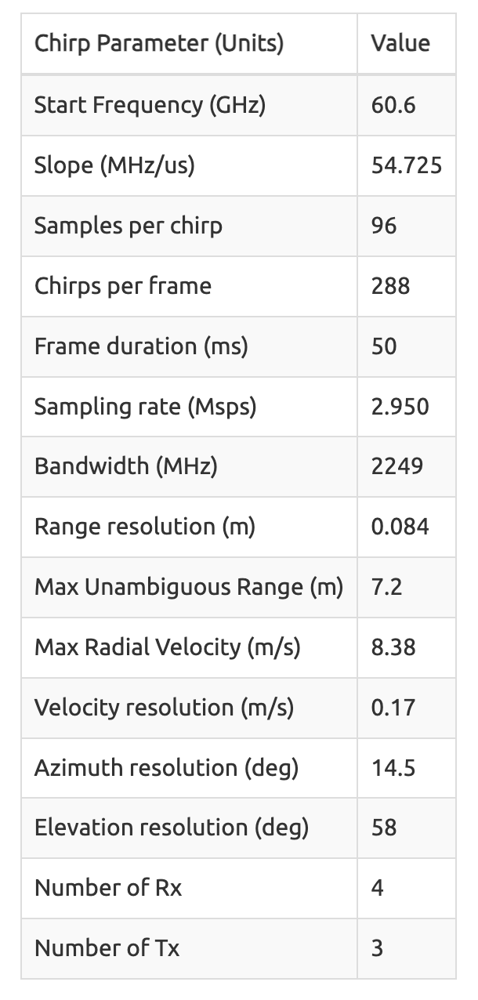 Chirp Parameter (Units) Value
Start Frequency (GHz) 60.6
Slope (MHz/us) 54.725
Samples per chirp 96
Chirps per frame 288
Frame duration (ms) 50
Sampling rate (Msps) 2.950
Bandwidth (MHz) 2249
Range resolution (m) 0.084
Max Unambiguous Range (m) 7.2
Max Radial Velocity (m/s) 8.38
Velocity resolution (m/s) 0.17
Azimuth resolution (deg) 14.5
Elevation resolution (deg) 58
Number of Rx 4
Number of Tx 3